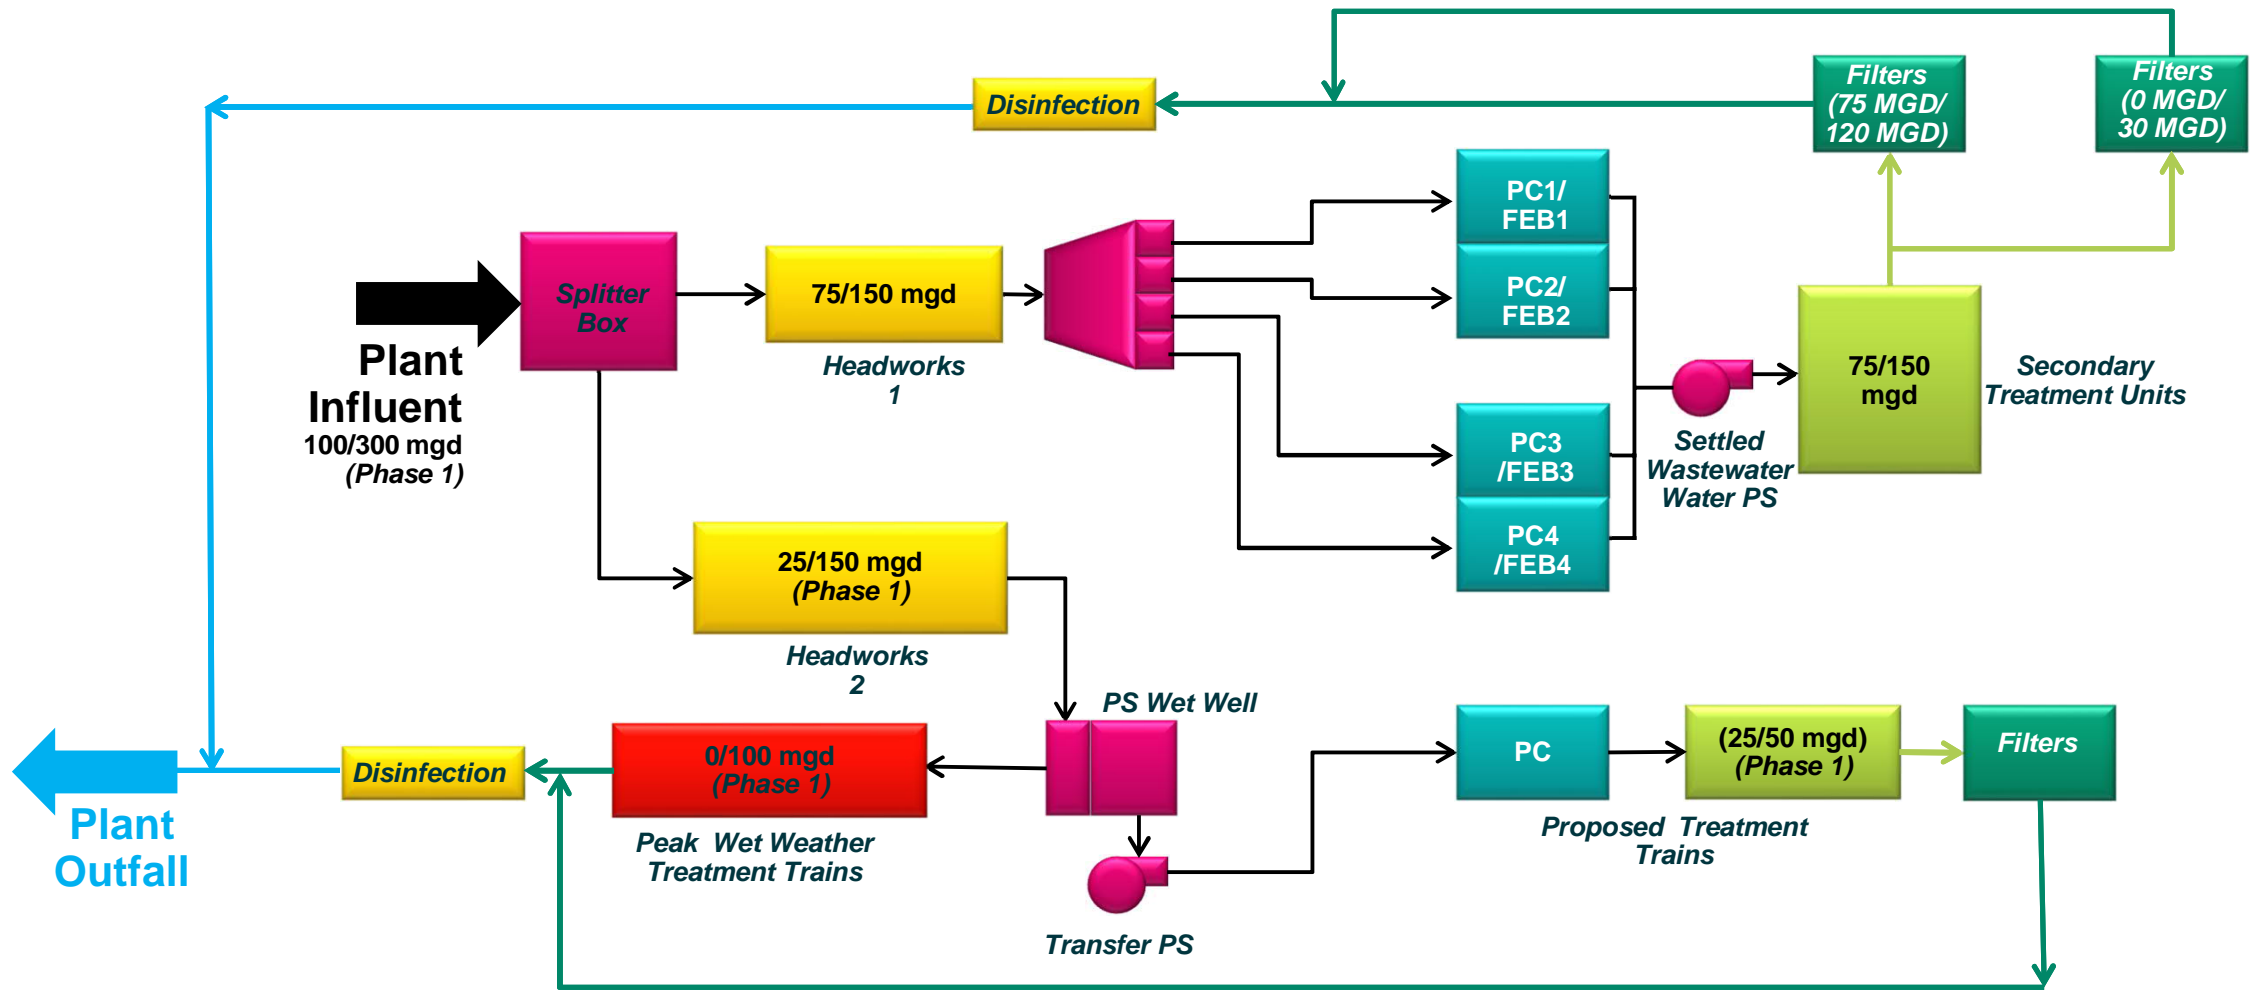 Disinfection
Filters
(75 MGD/
120 MGD)
Filters
(0 MGD/
30 MGD)
Splitter
Box
Plant
Influent
100/300 mgd
(Phase 1)
75/150 mgd
Headworks
1
PC1/
FEB1
PC2/
FEB2
PC3
/FEB3
PC4
/FEB4
Settled
Wastewater
Water PS
75/150
mgd
Secondary
Treatment Units
25/150 mgd
(Phase 1)
Headworks
2
PS Wet Well
Plant
Outfall
Disinfection
0/100 mgd
(Phase 1)
Peak Wet Weather
Treatment Trains
Transfer PS
PC
(25/50 mgd)
(Phase 1)
Proposed Treatment
Trains
Filters